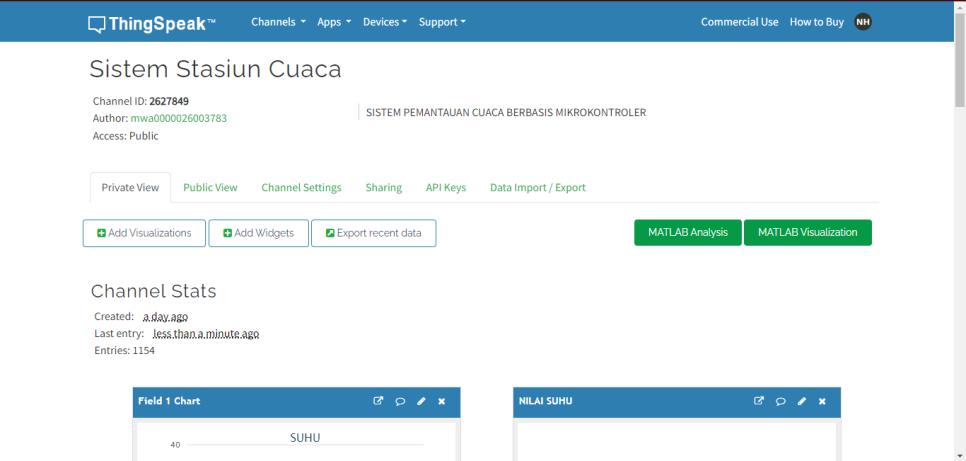 ThingSpeak™ Channels Apps Devices Support Commercial Use How to Buy NH
Sistem Stasiun Cuaca
Channel ID: 2627849
Author: mwa0000026003783
Access: Public
SISTEM PEMANTAUAN CUACA BERBASIS MIKROKONTROLER
Private View Public View Channel Settings Sharing API Keys Data Import / Export
Add Visualizations Add Widgets Export recent data MATLAB Analysis MATLAB Visualization
Channel Stats
Created: a day ago
Last entry: less than a minute ago
Entries: 1154
Field 1 Chart NILAI SUHU
SUHU
40